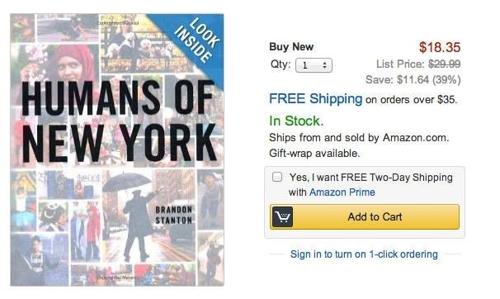 LOOK
INSIDE
HUMANS OF
NEW YORK
BRANDON
STANTON
Buy New $18.35
Qty: 1 List Price: $29.99
Save: $11.64 (39%)
FREE Shipping on orders over $35.
In Stock.
Ships from and sold by Amazon.com.
Gift-wrap available.
Yes, I want FREE Two-Day Shipping
with Amazon Prime
Add to Cart
Sign in to turn on 1-click ordering